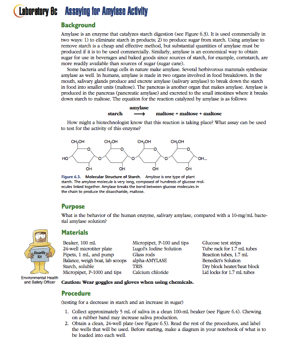 Laboratory 6c Assaying for Amylase Activity
Background
Amylase is an enzyme that catalyzes starch digestion (see Figure 6.3). It is used commercially in
two ways: 1) to eliminate starch in products; 2) to produce sugar from starch. Using amylase to
remove starch is a cheap and effective method, but substantial quantities of amylase must be
produced if it is to be used commercially. Similarly, amylase is an economical way to obtain
sugar for use in beverages and baked goods since sources of starch, for example, cornstarch, are
more readily available than sources of sugar (sugar cane).
Some bacteria and fungi cells in nature make amylase. Several herbivorous mammals synthesize
amylase as well. In humans, amylase is made in two organs involved in food breakdown. In the
mouth, salivary glands produce and excrete amylase (salivary amylase) to break down the starch
in food into smaller units (maltose). The pancreas is another organ that makes amylase. Amylase is
produced in the pancreas (pancreatic amylase) and excreted to the small intestines where it breaks
down starch to maltose. The equation for the reaction catalyzed by amylase is as follows:
amylase
starch → maltose + maltose + maltose
How might a biotechnologist know that this reaction is taking place? What assay can be used
to test for the activity of this enzyme?
CH₂OH CH₂OH CH₂OH CH₂OH
HO OH OH OH OH
Figure 6.3. Molecular Structure of Starch. Amylose is one type of plant
starch. The amylose molecule is very long, composed of hundreds of glucose mol-
ecules linked together. Amylase breaks the bond between glucose molecules in
the chain to produce the disaccharide, maltose.
Purpose
What is the behavior of the human enzyme, salivary amylase, compared with a 10-mg/mL bacte-
rial amylase solution?
Materials
Beaker, 100 mL
24-well microtiter plate
Pipets, 1 mL, and pump
Balance, weigh boat, lab scoops
Starch, soluble
Micropipet, P-1000 and tips
Micropipet, P-100 and tips
Lugol's Iodine Solution
Glass rods
alpha-AMYLASE
TRIS
Calcium chloride
Glucose test strips
Tube rack for 1.7 mL tubes
Reaction tubes, 1.7 mL
Benedict's Solution
Dry block heater/heat block
Lid locks for 1.7 mL tubes
Environmental Health
and Safety Officer
Caution: Wear goggles and gloves when using chemicals.
Procedure
(testing for a decrease in starch and an increase in sugar)
1. Collect approximately 5 mL of saliva in a clean 100-mL beaker (see Figure 6.4). Chewing
on a rubber band may increase saliva production.
2. Obtain a clean, 24-well plate (see Figure 6.5). Read the rest of the procedures, and label
the wells that will be used. Before starting, make a diagram in your notebook of what is to
be loaded into each well.